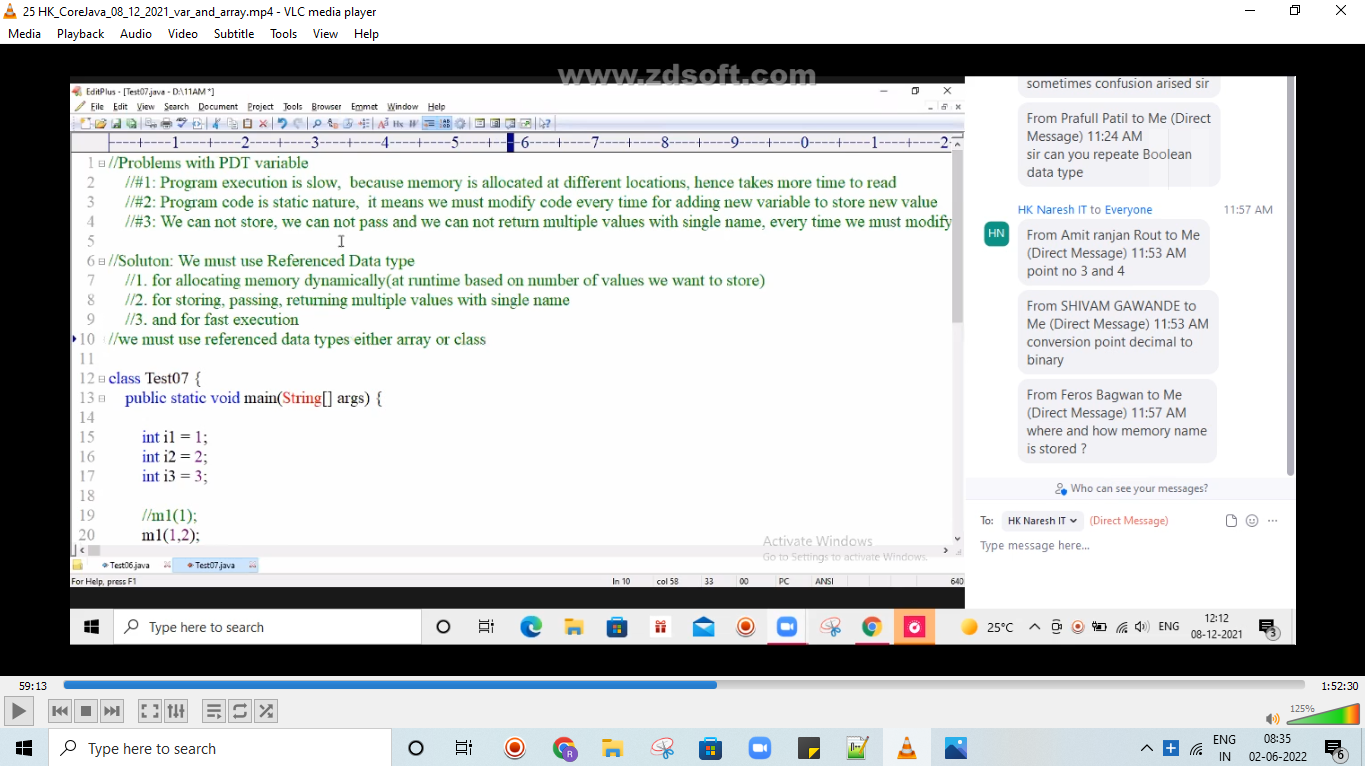 25 HK_CoreJava_08_12_2021_var_and_array.mp4 - VLC media player
Media Playback Audio Video Subtitle Tools View Help
www.zdsoft.com
EditPlus - [Test07.java - D:\11AM *]
File Edit View Search Document Project Tools Browser Emmet Window Help
----+----1----+----2----+----3----+----4----+----5----+----6----+----7----+----8----+----9----+----0----+----1----+----2
1 //Problems with PDT variable
2 //#1: Program execution is slow, because memory is allocated at different locations, hence takes more time to read
3 //#2: Program code is static nature, it means we must modify code every time for adding new variable to store new value
4 //#3: We can not store, we can not pass and we can not return multiple values with single name, every time we must modify
5
6 //Soluton: We must use Referenced Data type
7 //1. for allocating memory dynamically(at runtime based on number of values we want to store)
8 //2. for storing, passing, returning multiple values with single name
9 //3. and for fast execution
10 //we must use referenced data types either array or class
11
12 class Test07 {
13 public static void main(String[] args) {
14
15 int i1 = 1;
16 int i2 = 2;
17 int i3 = 3;
18
19 //m1(1);
20 m1(1,2);
Activate Windows
Go to Settings to activate Windows.
Test06.java Test07.java
For Help, press F1 ln 10 col 58 33 00 PC ANSI 640
sometimes confusion arised sir
From Prafull Patil to Me (Direct
Message) 11:24 AM
sir can you repeate Boolean
data type
HK Naresh IT to Everyone 11:57 AM
HN
From Amit ranjan Rout to Me
(Direct Message) 11:53 AM
point no 3 and 4
From SHIVAM GAWANDE to
Me (Direct Message) 11:53 AM
conversion point decimal to
binary
From Feros Bagwan to Me
(Direct Message) 11:57 AM
where and how memory name
is stored ?
Who can see your messages?
To: HK Naresh IT (Direct Message)
Type message here...
Type here to search
25°C ENG 12:12
08-12-2021 3
59:13 1:52:30
125%
Type here to search
ENG 08:35
IN 02-06-2022 6